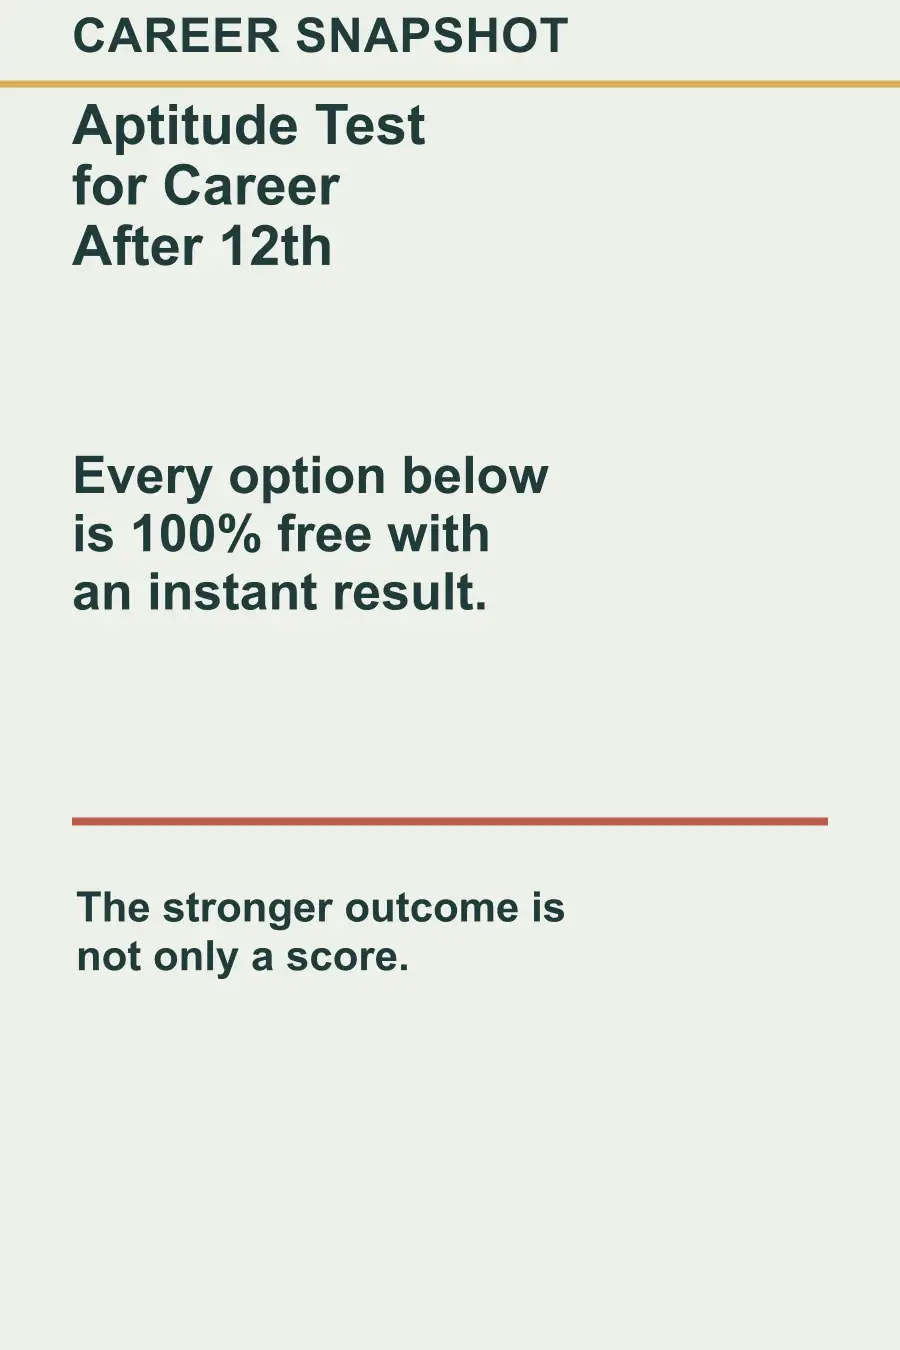 CAREER SNAPSHOT
Aptitude Test
for Career
After 12th
Every option below
is 100% free with
an instant result.
The stronger outcome is
not only a score.